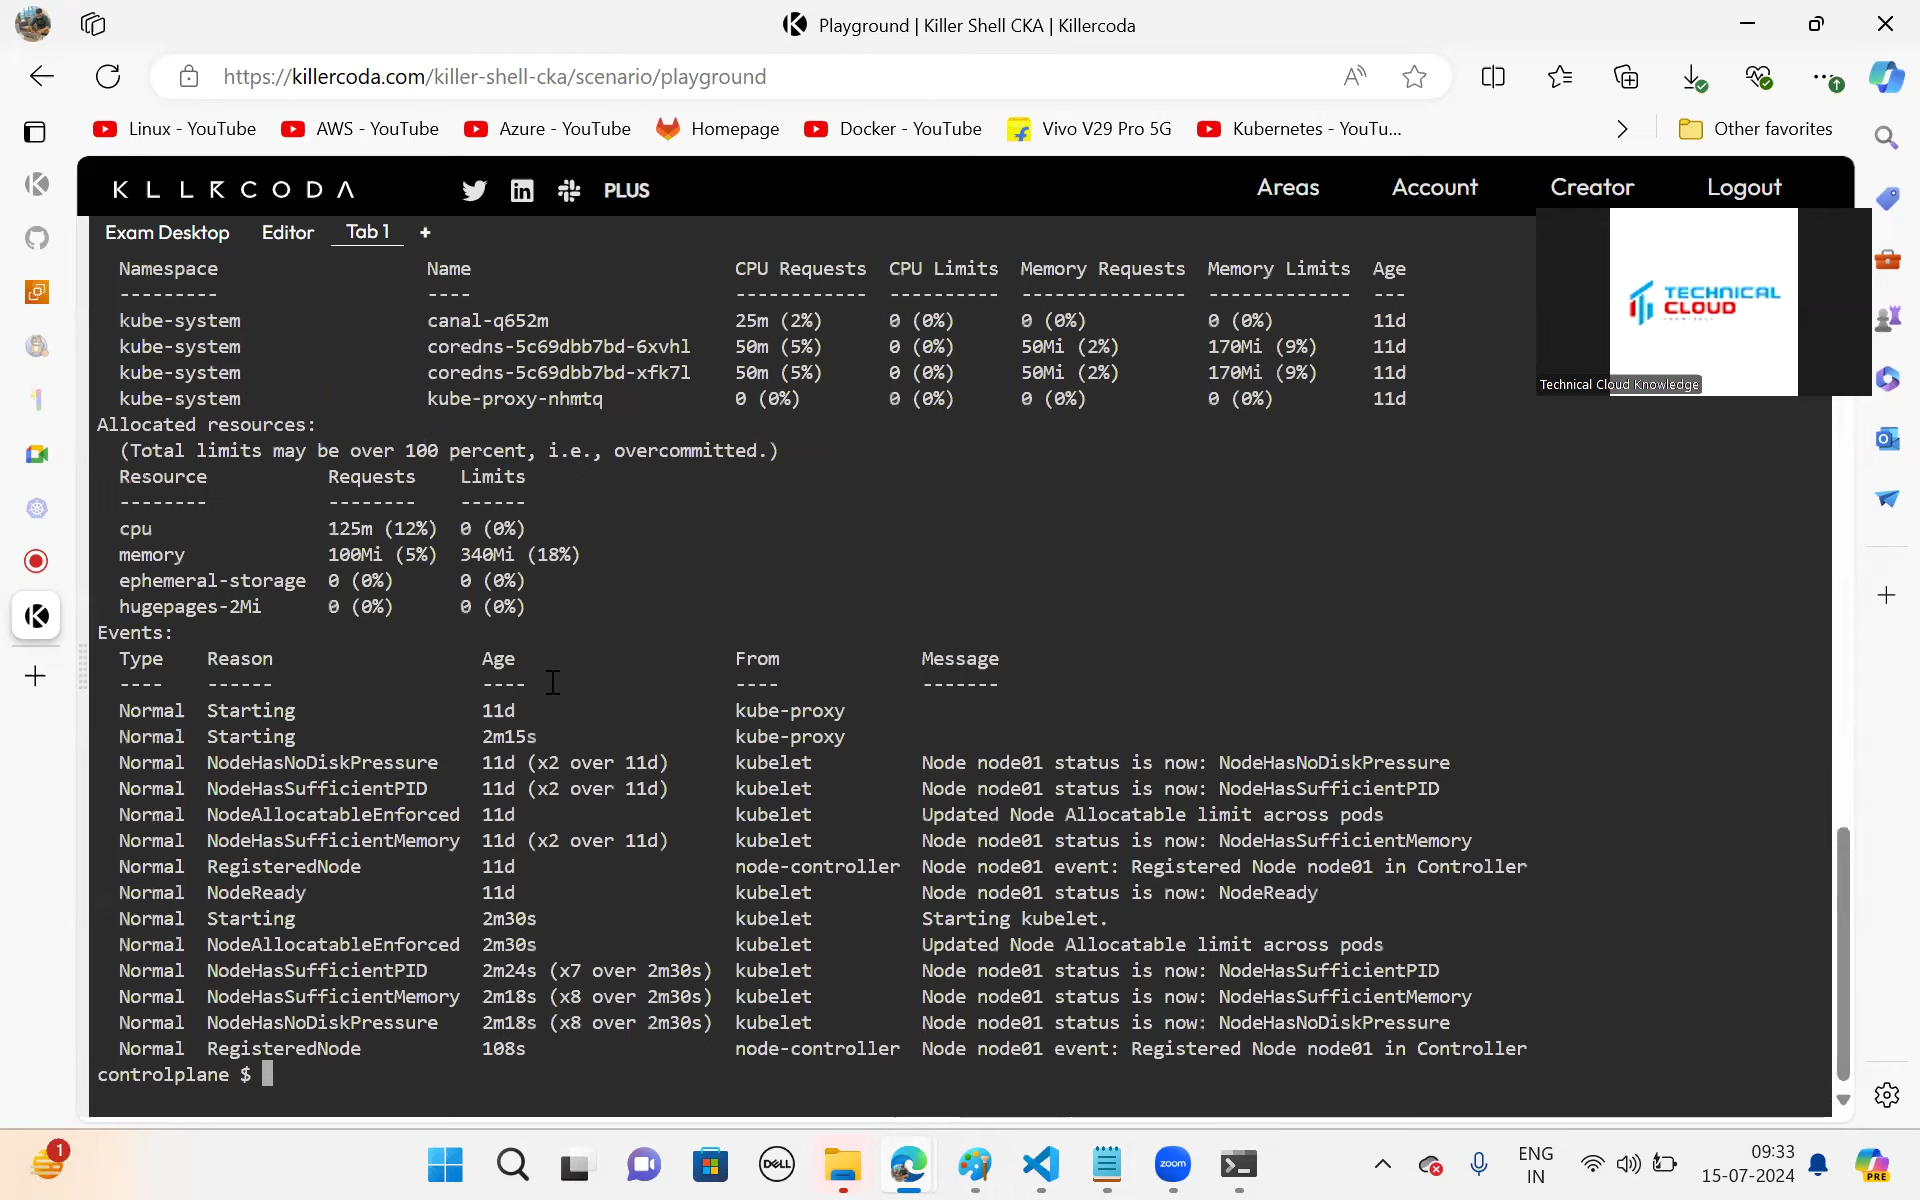 Playground | Killer Shell CKA | Killercoda
https://killercoda.com/killer-shell-cka/scenario/playground
Linux - YouTube AWS - YouTube Azure - YouTube Homepage Docker - YouTube Vivo V29 Pro 5G Kubernetes - YouTu... Other favorites
KILLERCODA PLUS Areas Account Creator Logout
Exam Desktop Editor Tab 1 +
Namespace Name CPU Requests CPU Limits Memory Requests Memory Limits Age
--------- ---- ------------ ---------- --------------- ------------- ---
kube-system canal-q652m 25m (2%) 0 (0%) 0 (0%) 0 (0%) 11d
kube-system coredns-5c69dbb7bd-6xvhl 50m (5%) 0 (0%) 50Mi (2%) 170Mi (9%) 11d
kube-system coredns-5c69dbb7bd-xfk7l 50m (5%) 0 (0%) 50Mi (2%) 170Mi (9%) 11d
kube-system kube-proxy-nhmtq 0 (0%) 0 (0%) 0 (0%) 0 (0%) 11d
TECHNICAL
CLOUD
Technical Cloud Knowledge
Allocated resources:
(Total limits may be over 100 percent, i.e., overcommitted.)
Resource Requests Limits
-------- -------- ------
cpu 125m (12%) 0 (0%)
memory 100Mi (5%) 340Mi (18%)
ephemeral-storage 0 (0%) 0 (0%)
hugepages-2Mi 0 (0%) 0 (0%)
Events:
Type Reason Age From Message
---- ------ ---- ---- -------
Normal Starting 11d kube-proxy
Normal Starting 2m15s kube-proxy
Normal NodeHasNoDiskPressure 11d (x2 over 11d) kubelet Node node01 status is now: NodeHasNoDiskPressure
Normal NodeHasSufficientPID 11d (x2 over 11d) kubelet Node node01 status is now: NodeHasSufficientPID
Normal NodeAllocatableEnforced 11d kubelet Updated Node Allocatable limit across pods
Normal NodeHasSufficientMemory 11d (x2 over 11d) kubelet Node node01 status is now: NodeHasSufficientMemory
Normal RegisteredNode 11d node-controller Node node01 event: Registered Node node01 in Controller
Normal NodeReady 11d kubelet Node node01 status is now: NodeReady
Normal Starting 2m30s kubelet Starting kubelet.
Normal NodeAllocatableEnforced 2m30s kubelet Updated Node Allocatable limit across pods
Normal NodeHasSufficientPID 2m24s (x7 over 2m30s) kubelet Node node01 status is now: NodeHasSufficientPID
Normal NodeHasSufficientMemory 2m18s (x8 over 2m30s) kubelet Node node01 status is now: NodeHasSufficientMemory
Normal NodeHasNoDiskPressure 2m18s (x8 over 2m30s) kubelet Node node01 status is now: NodeHasNoDiskPressure
Normal RegisteredNode 108s node-controller Node node01 event: Registered Node node01 in Controller
controlplane $
1 DELL zoom ENG 09:33
IN 15-07-2024 PRE